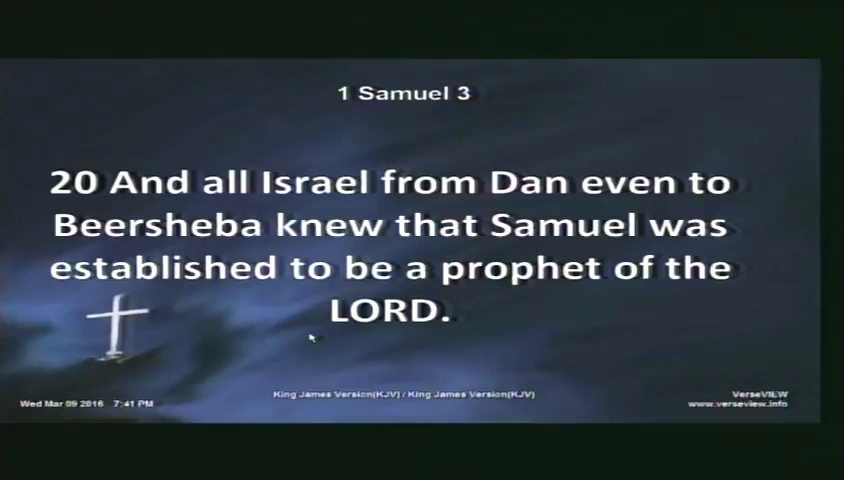 1 Samuel 3
20 And all Israel from Dan even to
Beersheba knew that Samuel was
established to be a prophet of the
LORD.
King James Version(KJV) / King James Version(KJV)
VerseVIEW
Wed Mar 09 2016 7:41 PM
www.verseview.info